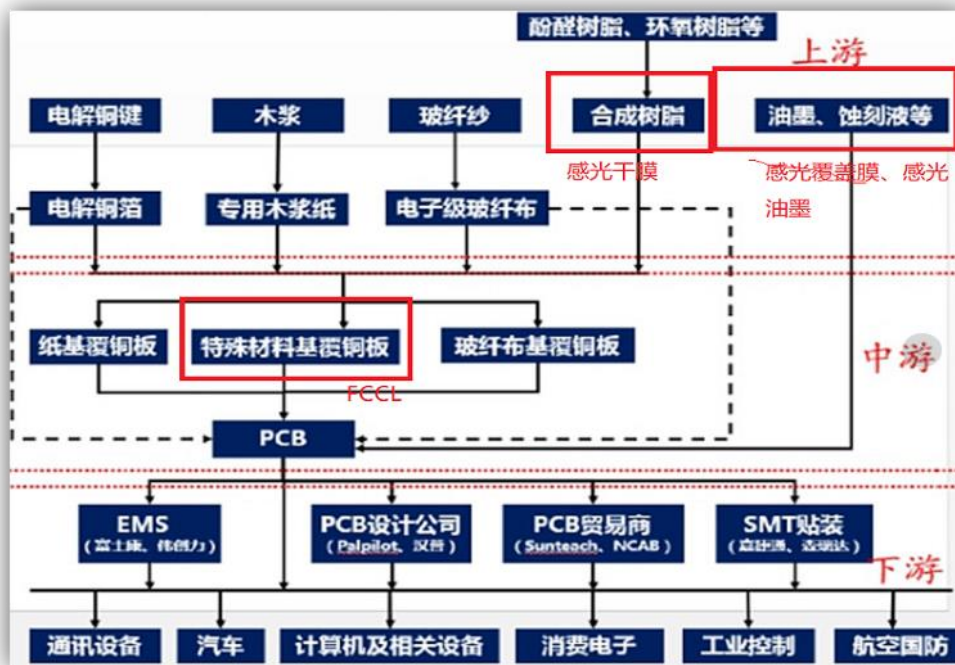 酚醛树脂、环氧树脂等
上游
电解铜键
木浆
玻纤纱
合成树脂
油墨、蚀刻液等
感光干膜
感光覆盖膜、感光
油墨
电解铜箔
专用木浆纸
电子级玻纤布
纸基覆铜板
特殊材料基覆铜板
玻纤布基覆铜板
中游
FCCL
PCB
EMS
(富士康、伟创力)
PCB设计公司
(Palpilot、汉普)
PCB贸易商
(Sunteach、NCAB)
SMT贴装
下游
通讯设备
汽车
计算机及相关设备
消费电子
工业控制
航空国防